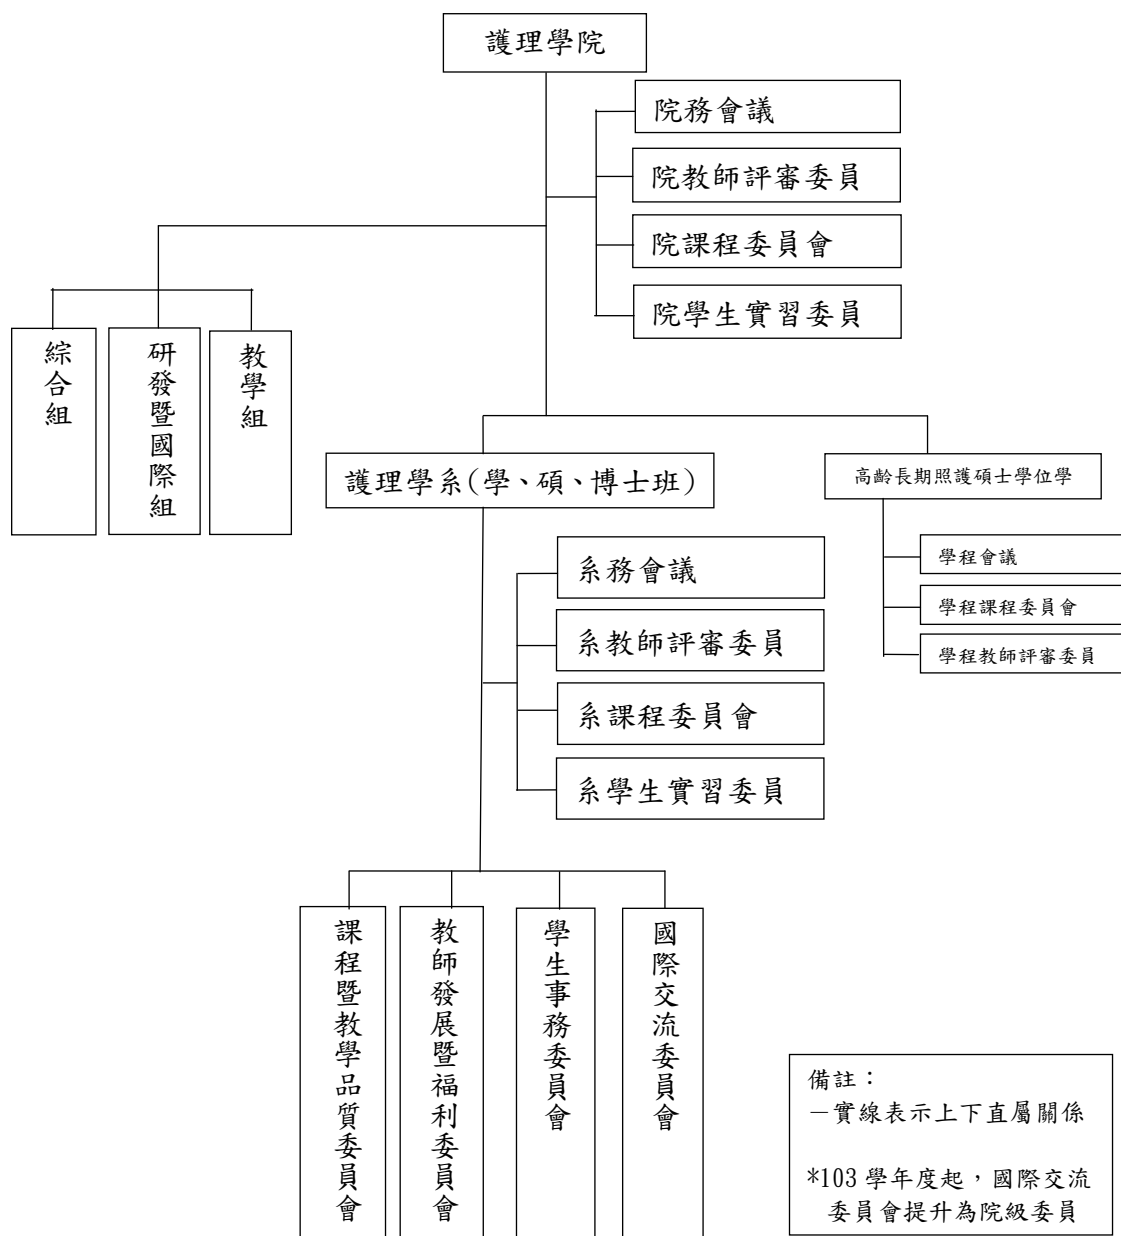 護理學院
院務會議
院教師評審委員
院課程委員會
院學生實習委員
綜合組
研發暨國際組
教學組
護理學系(學、碩、博士班)
高齡長期照護碩士學位學
學程會議
學程課程委員會
學程教師評審委員
系務會議
系教師評審委員
系課程委員會
系學生實習委員
課程暨教學品質委員會
教師發展暨福利委員會
學生事務委員會
國際交流委員會
備註：
－實線表示上下直屬關係
*103 學年度起，國際交流
委員會提升為院級委員